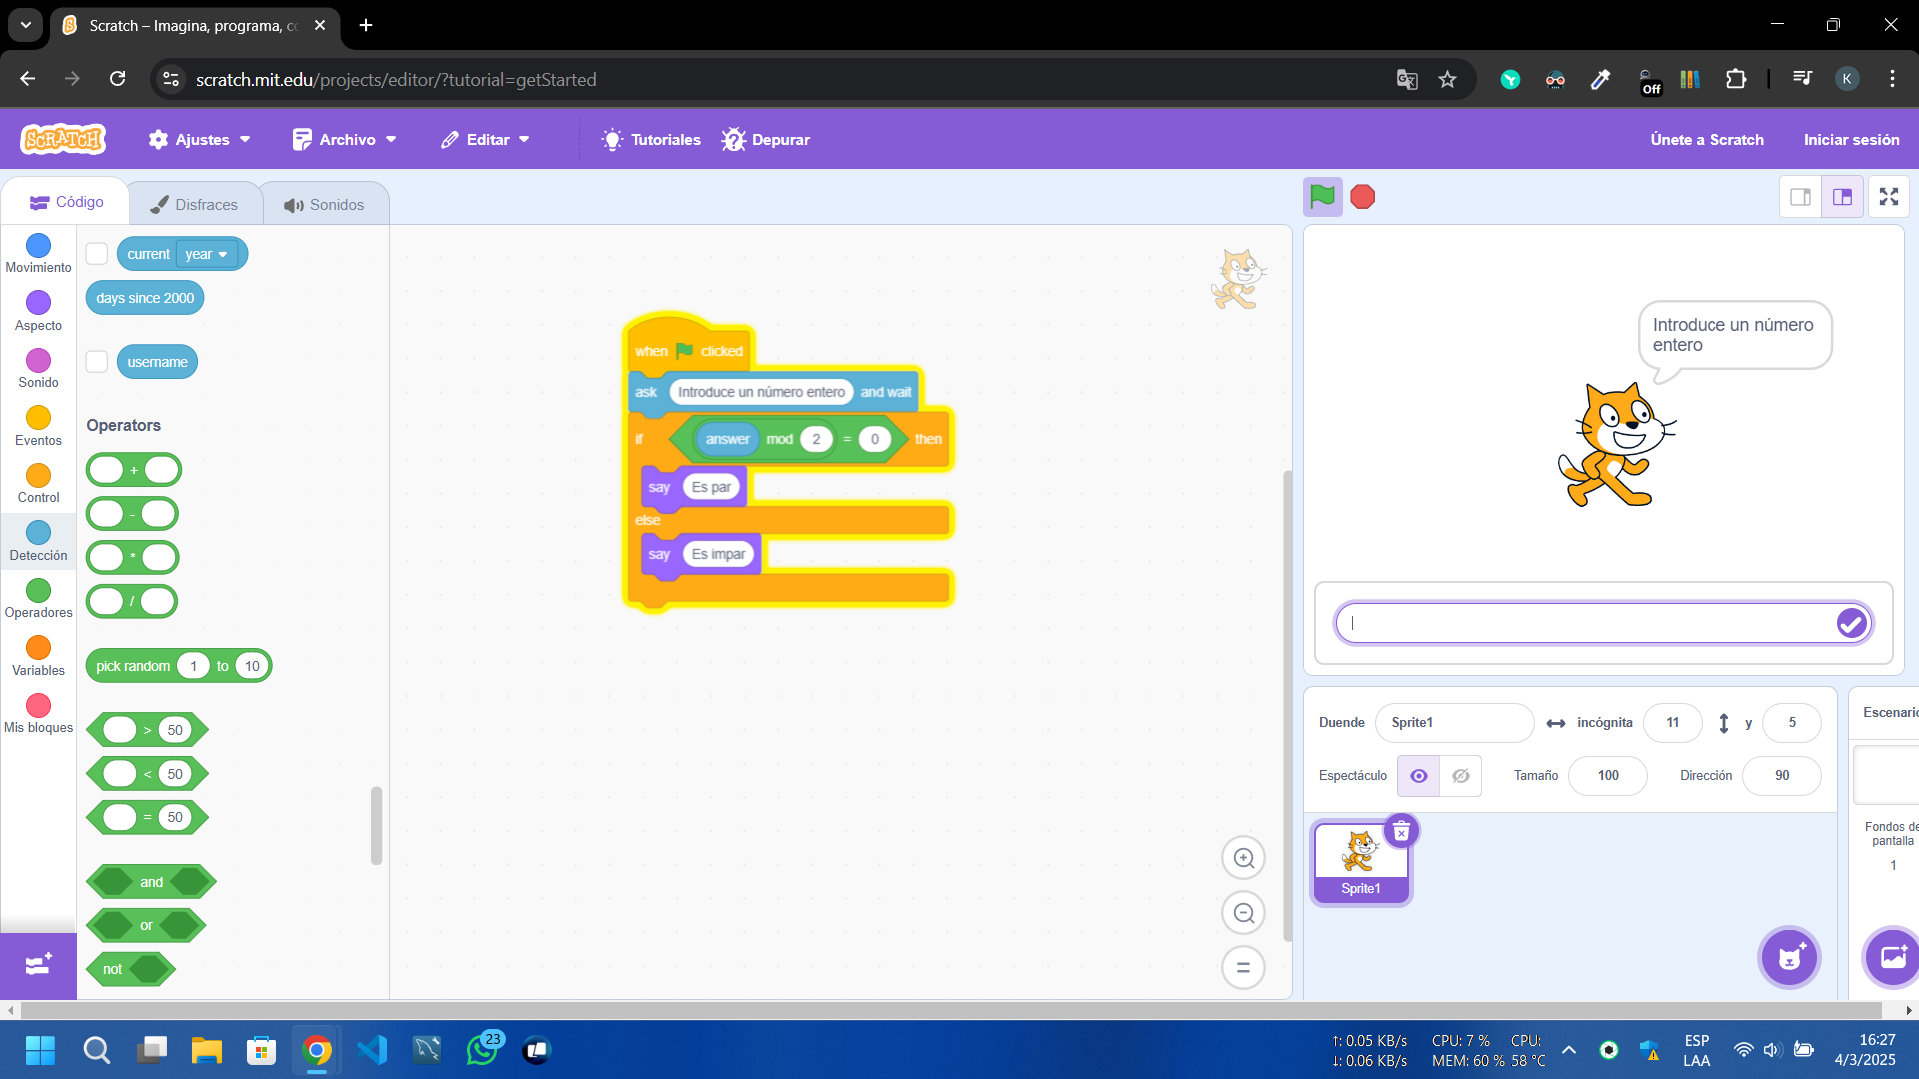 Scratch – Imagina, programa, co
scratch.mit.edu/projects/editor/?tutorial=getStarted
Off
K
SCRATCH
Ajustes
Archivo
Editar
Tutoriales
Depurar
Únete a Scratch
Iniciar sesión
Código
Disfraces
Sonidos
Movimiento
Aspecto
Sonido
Eventos
Control
Detección
Operadores
Variables
Mis bloques
current year
days since 2000
username
Operators
+
-
*
/
pick random 1 to 10
> 50
< 50
= 50
and
or
not
when clicked
ask Introduce un número entero and wait
if answer mod 2 = 0 then
say Es par
else
say Es impar
Introduce un número
entero
Duende Sprite1 incógnita 11 y 5
Espectáculo Tamaño 100 Dirección 90
Sprite1
Escenario
Fondos de
pantalla
1
23
↑: 0.05 KB/s CPU: 7 % CPU:
↓: 0.06 KB/s MEM: 60 % 58 °C
ESP
LAA
16:27
4/3/2025